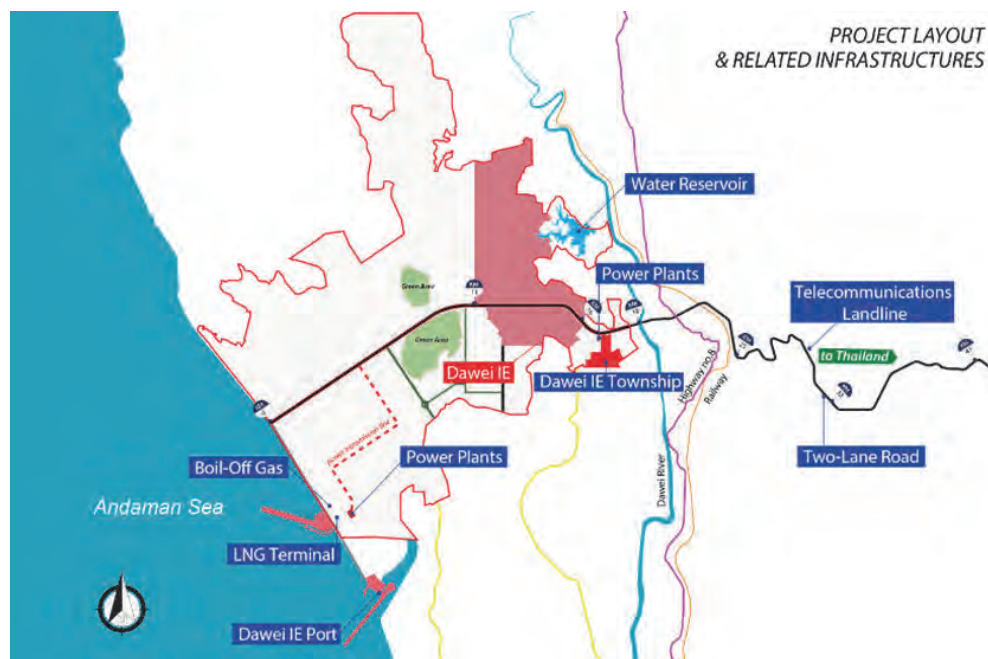 PROJECT LAYOUT
& RELATED INFRASTRUCTURES
Water Reservoir
Power Plants
Telecommunications
Landline
Green Area
to Thailand
Green Area
Dawei IE
Dawei IE Township
Highway no.8
Railway
Power Plants
Boil-Off Gas
Two-Lane Road
Dawei River
Andaman Sea
LNG Terminal
Dawei IE Port